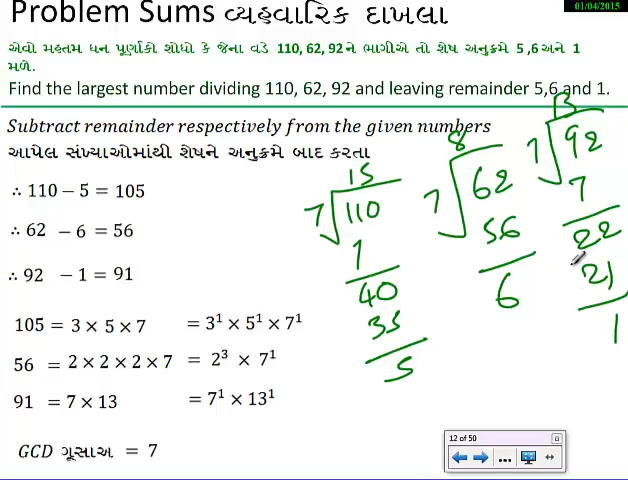 Problem Sums વ્યહવારિક દાખલા
01/04/2015
એવો મહત્તમ ધન પૂર્ણાંકો શોધો કે જેના વડે 110, 62, 92 ને ભાગીએ તો શેષ અનુક્રમે 5 ,6 અને 1
મળે.
Find the largest number dividing 110, 62, 92 and leaving remainder 5,6 and 1.
Subtract remainder respectively from the given numbers
આપેલ સંખ્યાઓમાંથી શેષને અનુક્રમે બાદ કરતા
∴ 110 − 5 = 105
∴ 62 − 6 = 56
∴ 92 − 1 = 91
105 = 3 × 5 × 7 = 3¹ × 5¹ × 7¹
56 = 2 × 2 × 2 × 7 = 2³ × 7¹
91 = 7 × 13 = 7¹ × 13¹
GCD ગૂસાઅ = 7
15
7 110
7
40
35
5
8
7 62
56
6
13
7 92
7
22
21
1
12 of 50